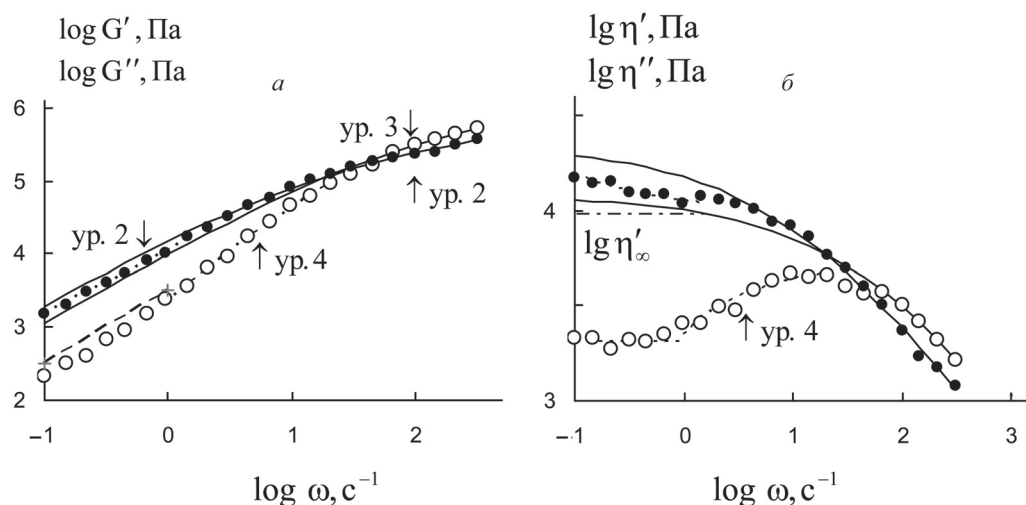 log G′, Па
log G″, Па
а
6
5
4
3
2
ур. 3 ↓
↑ ур. 2
ур. 2 ↓
↑ ур.4
–1
0
1
2
log ω, с⁻¹
lg η′, Па
lg η″, Па
б
4
3
lg η′∞
↑ ур. 4
–1
0
1
2
3
log ω, с⁻¹